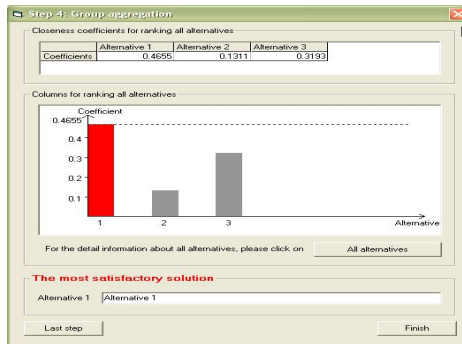 Step 4: Group aggregation
Closeness coefficients for ranking all alternatives
Alternative 1 Alternative 2 Alternative 3
Coefficients 0.4655 0.1311 0.3193
Columns for ranking all alternatives
Coefficient
0.4655
0.4
0.3
0.2
0.1
1 2 3 Alternative
For the detail information about all alternatives, please click on All alternatives
The most satisfactory solution
Alternative 1 Alternative 1
Last step Finish